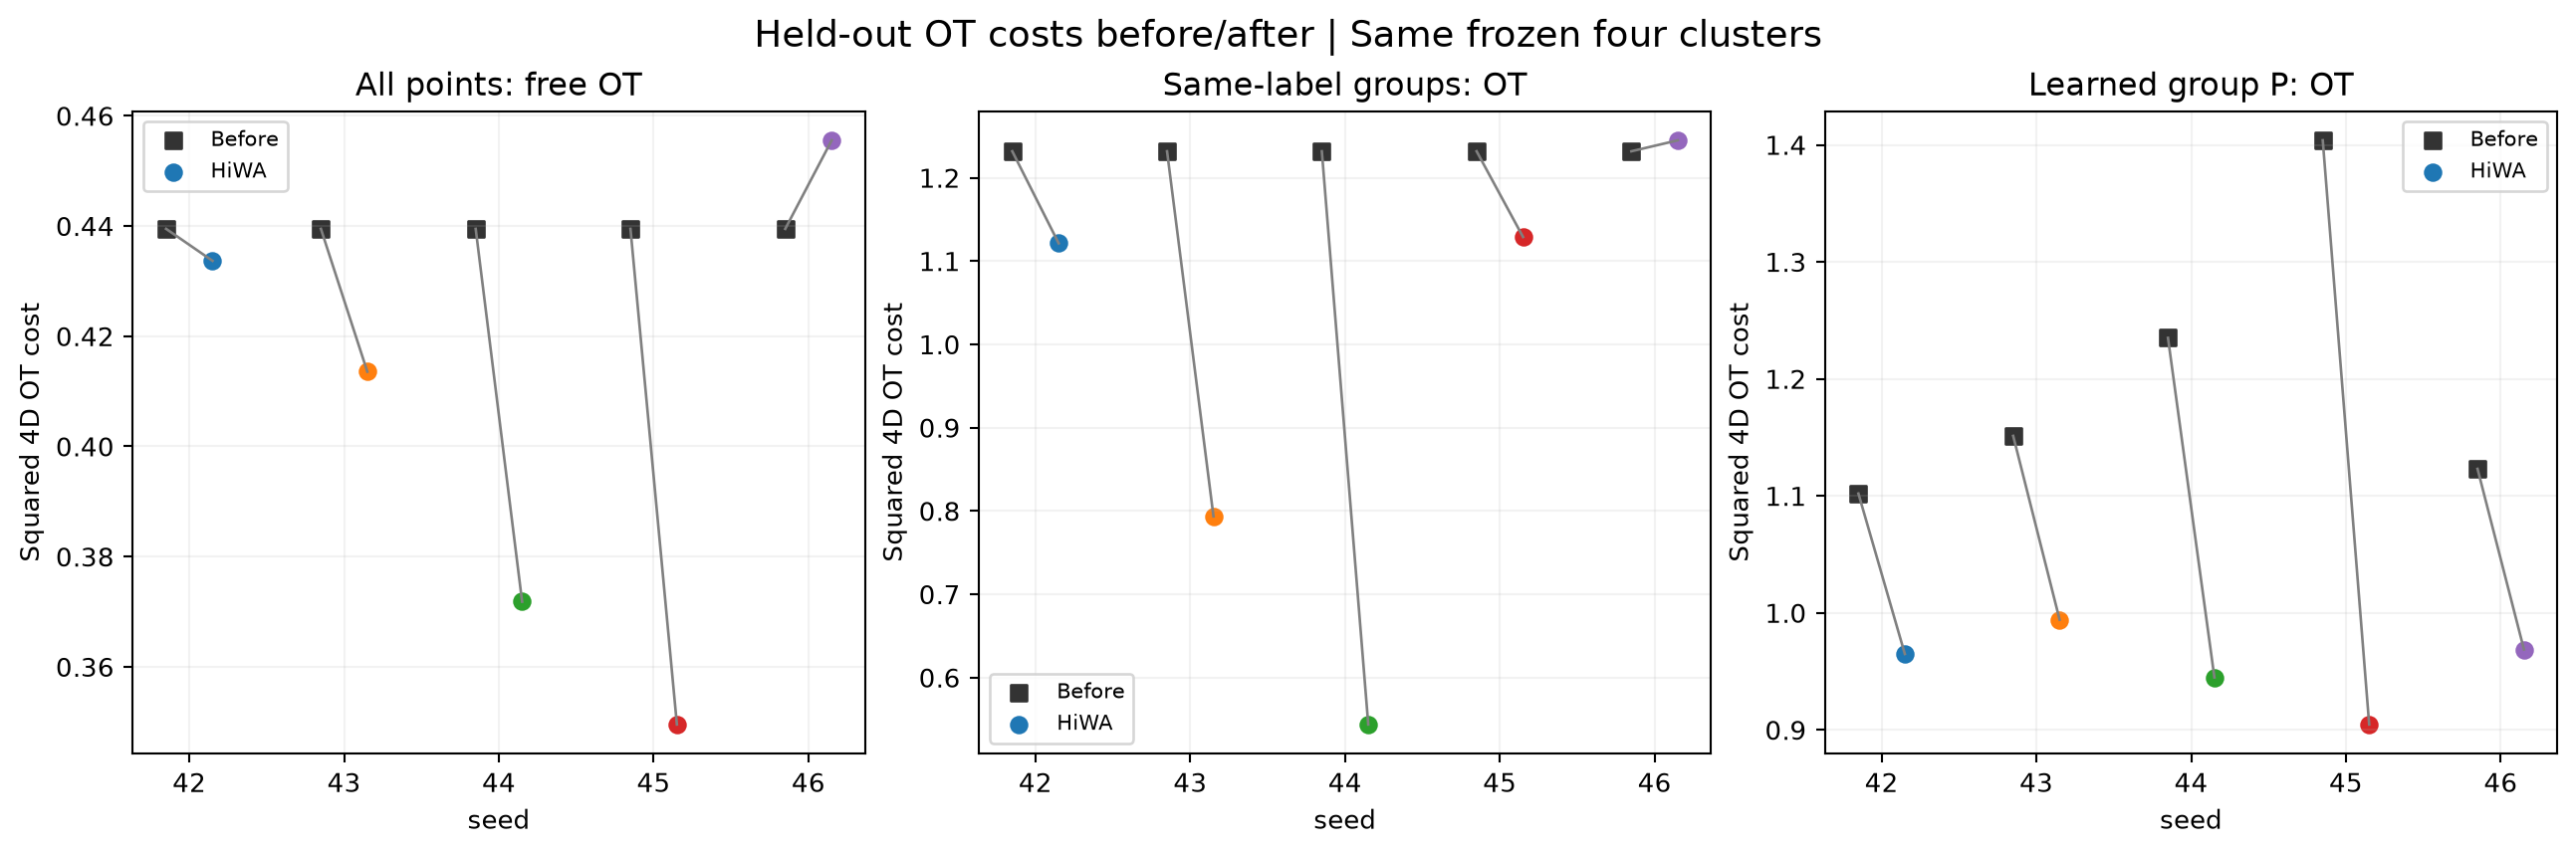 Held-out OT costs before/after | Same frozen four clusters
All points: free OT
Squared 4D OT cost
0.46
0.44
0.42
0.40
0.38
0.36
Before
HiWA
42 43 44 45 46
seed
Same-label groups: OT
Squared 4D OT cost
1.2
1.1
1.0
0.9
0.8
0.7
0.6
Before
HiWA
42 43 44 45 46
seed
Learned group P: OT
Squared 4D OT cost
1.4
1.3
1.2
1.1
1.0
0.9
Before
HiWA
42 43 44 45 46
seed